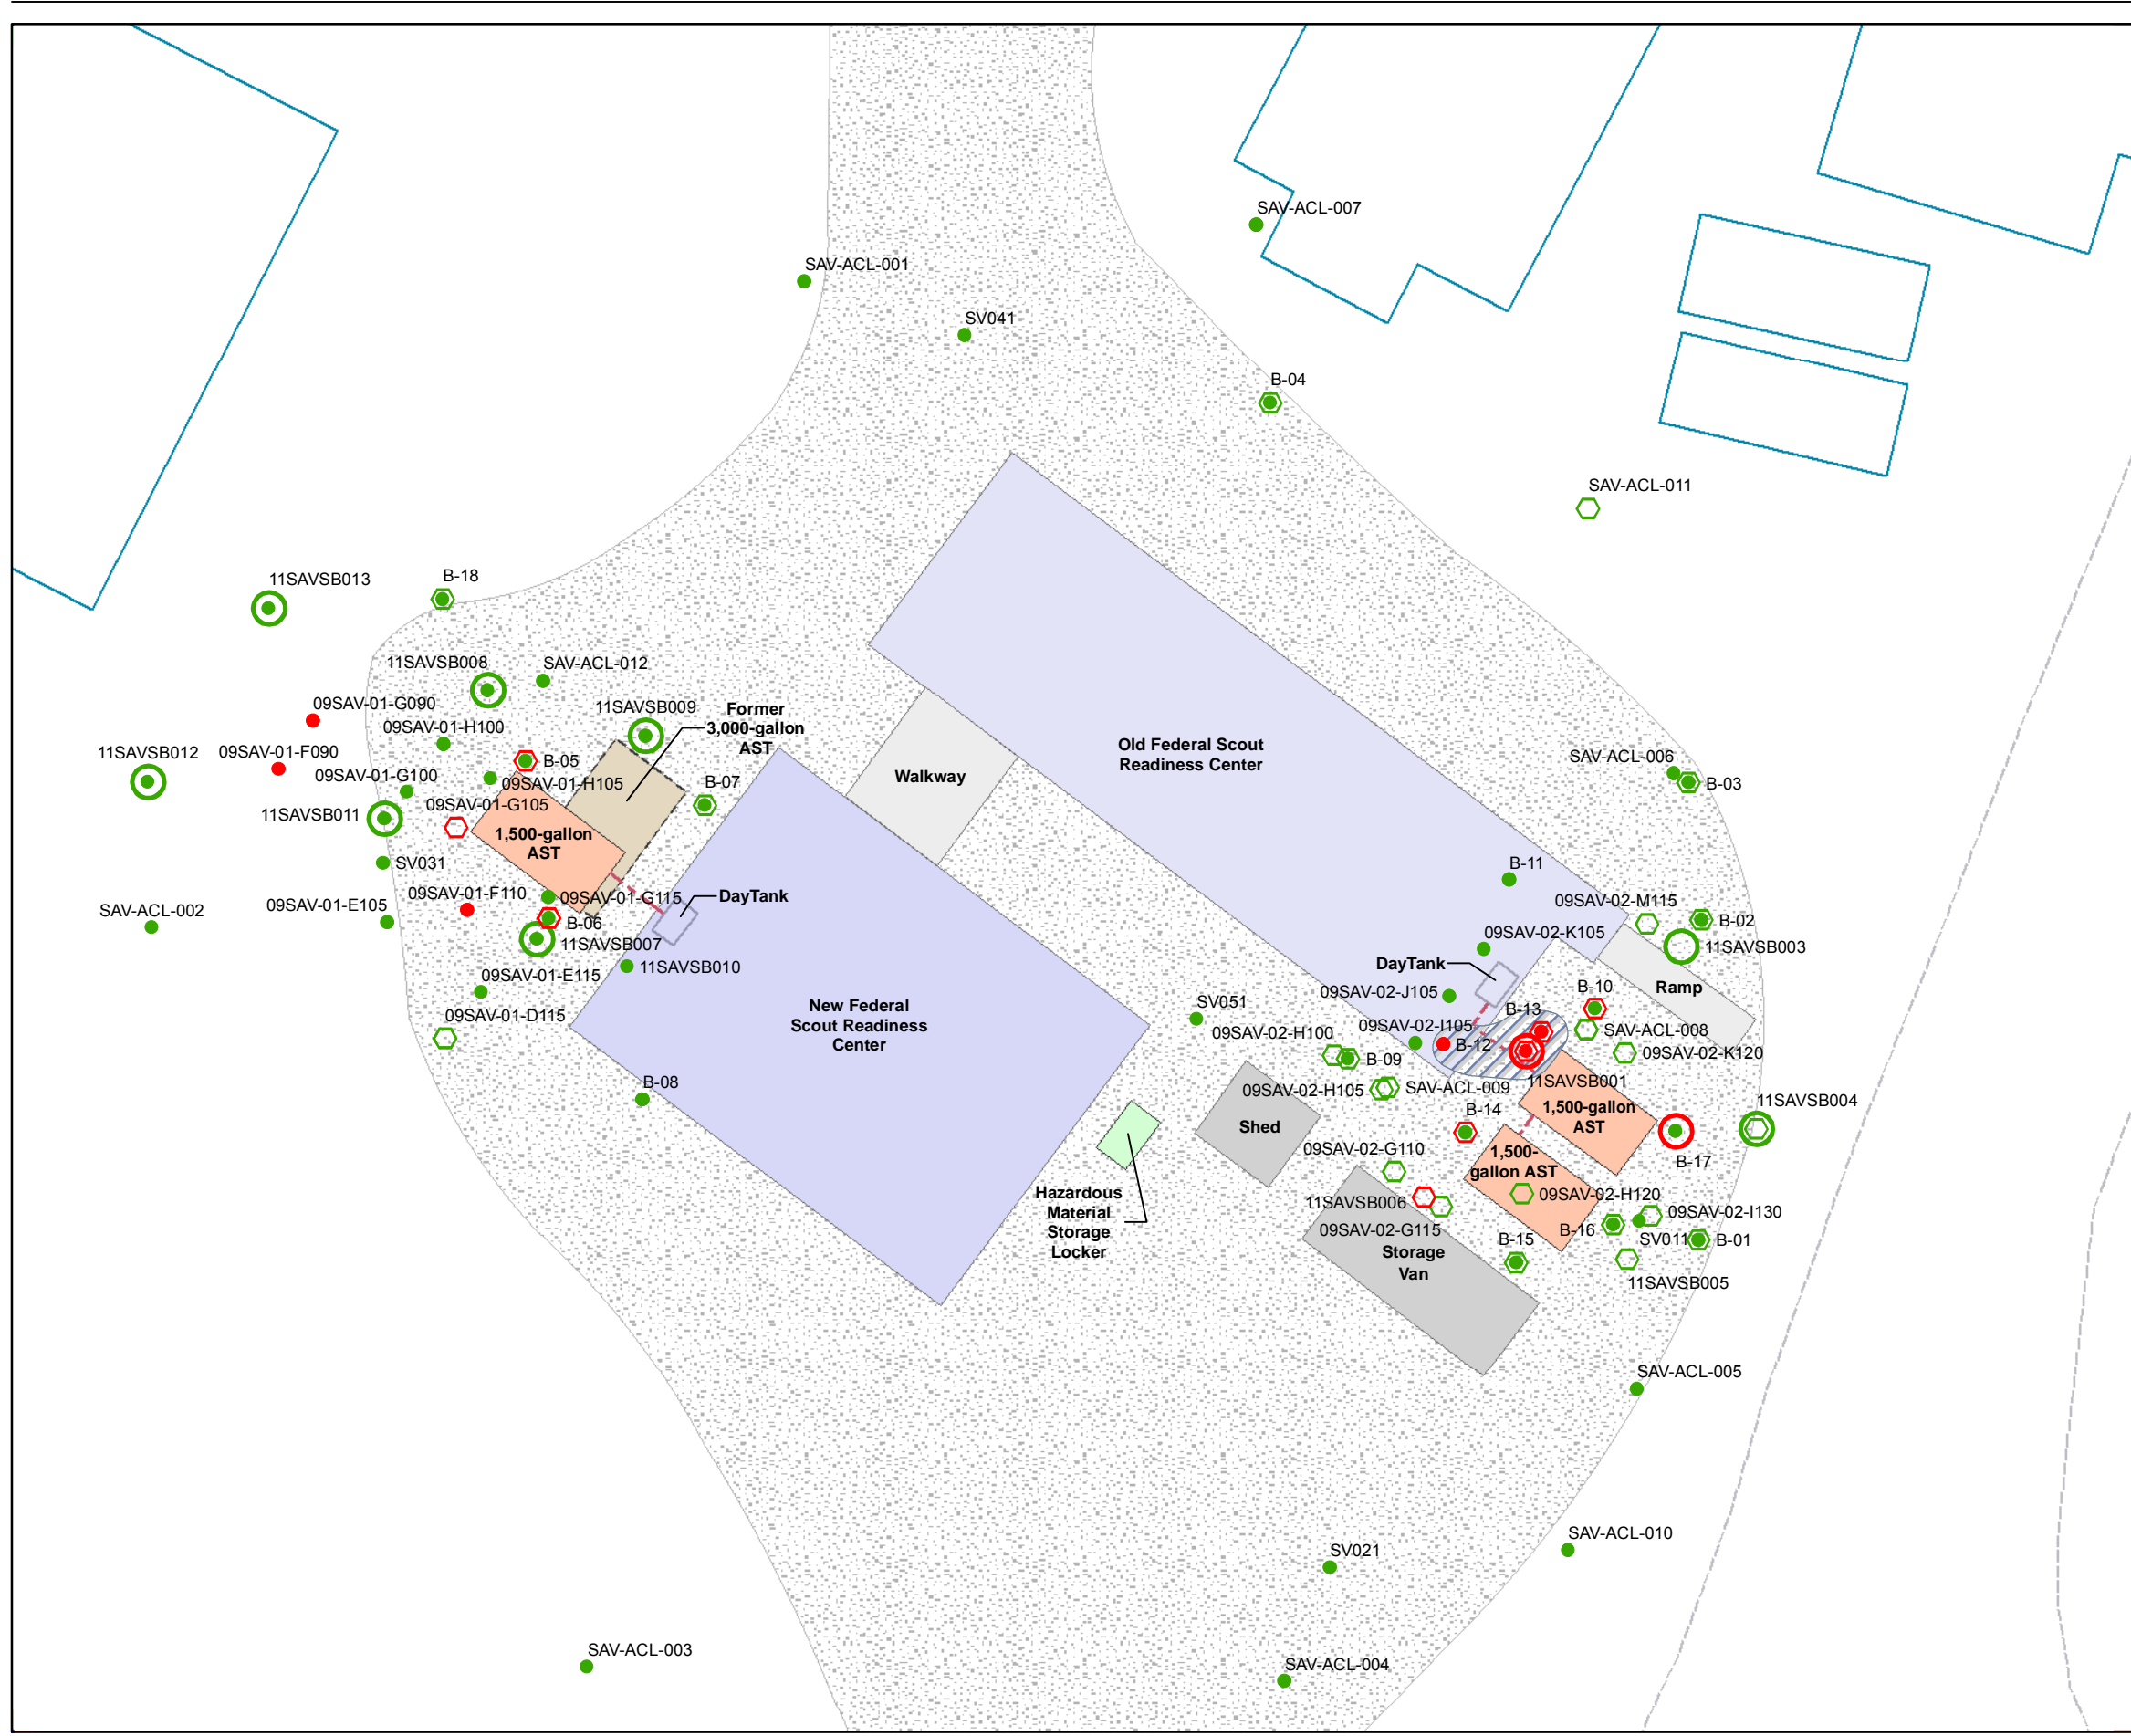 SAV-ACL-007
SAV-ACL-001
SV041
B-04
SAV-ACL-011
11SAVSB013
B-18
11SAVSB008
SAV-ACL-012
09SAV-01-G090
11SAVSB009
Former
3,000-gallon
AST
09SAV-01-H100
11SAVSB012
09SAV-01-F090
B-05
09SAV-01-G100
09SAV-01-H105
B-07
09SAV-01-G105
11SAVSB011
1,500-gallon
AST
SV031
09SAV-01-F110
09SAV-01-G115
DayTank
SAV-ACL-002
09SAV-01-E105
B-06
11SAVSB007
11SAVSB010
09SAV-01-E115
09SAV-01-D115
New Federal
Scout Readiness
Center
B-08
Walkway
Old Federal Scout
Readiness Center
SAV-ACL-006
B-03
B-11
09SAV-02-M115
B-02
09SAV-02-K105
11SAVSB003
DayTank
Ramp
09SAV-02-J105
B-10
SV051
B-13
09SAV-02-H100
09SAV-02-I105
SAV-ACL-008
B-12
09SAV-02-K120
B-09
11SAVSB001
09SAV-02-H105
SAV-ACL-009
1,500-gallon
AST
11SAVSB004
B-14
Shed
09SAV-02-G110
1,500-
gallon AST
B-17
Hazardous
Material
Storage
Locker
11SAVSB006
09SAV-02-H120
09SAV-02-G115
B-16
09SAV-02-I130
Storage
Van
B-15
SV011
B-01
11SAVSB005
SAV-ACL-005
SAV-ACL-010
SV021
SAV-ACL-003
SAV-ACL-004